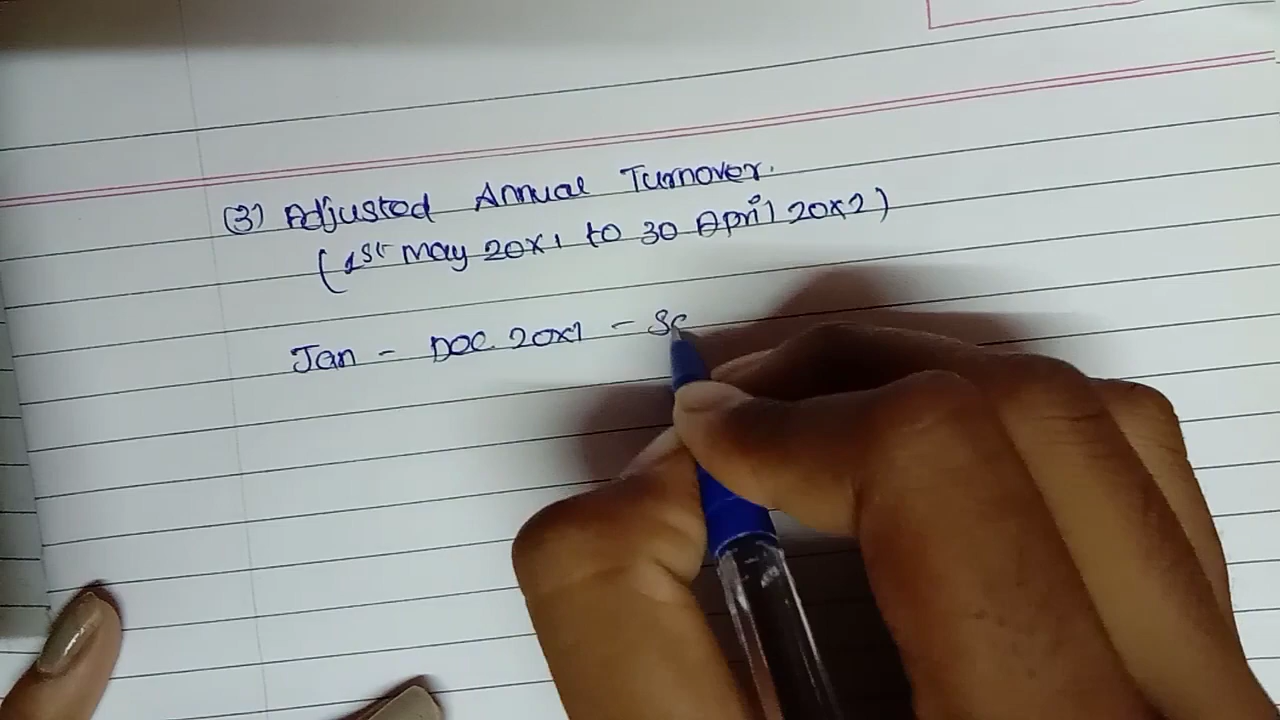 (3) Adjusted Annual Turnover.
(1st May 20x1 to 30 April 20x2)
Jan - Dec 20x1 -